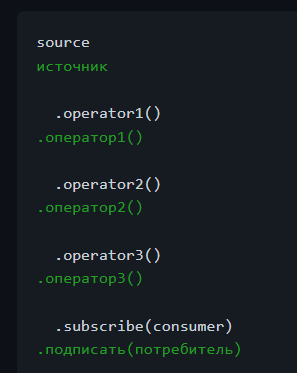 source
источник
.operator1()
.оператор1()
.operator2()
.оператор2()
.operator3()
.оператор3()
.subscribe(consumer)
.подписать(потребитель)